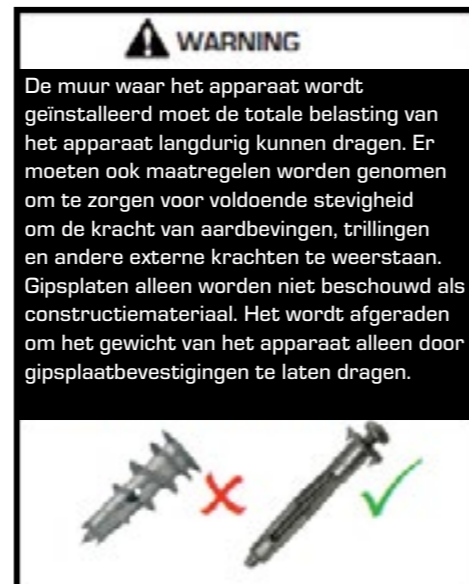 WARNING
De muur waar het apparaat wordt
geïnstalleerd moet de totale belasting van
het apparaat langdurig kunnen dragen. Er
moeten ook maatregelen worden genomen
om te zorgen voor voldoende stevigheid
om de kracht van aardbevingen, trillingen
en andere externe krachten te weerstaan.
Gipsplaten alleen worden niet beschouwd als
constructiemateriaal. Het wordt afgeraden
om het gewicht van het apparaat alleen door
gipsplaatbevestigingen te laten dragen.